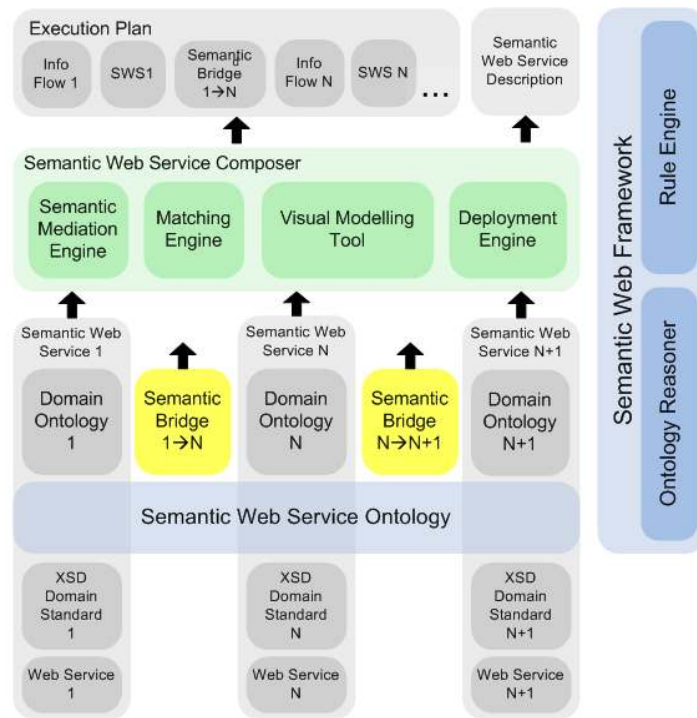 Execution Plan
Info
Flow 1
SWS1
Semantic
Bridge
1→N
Info
Flow N
SWS N
...
Semantic
Web Service
Description
Semantic Web Service Composer
Semantic
Mediation
Engine
Matching
Engine
Visual Modelling
Tool
Deployment
Engine
Semantic Web
Service 1
Semantic Web
Service N
Semantic Web
Service N+1
Domain
Ontology
1
Semantic
Bridge
1→N
Domain
Ontology
N
Semantic
Bridge
N→N+1
Domain
Ontology
N+1
Semantic Web Service Ontology
XSD
Domain
Standard
1
XSD
Domain
Standard
N
XSD
Domain
Standard
N+1
Web Service
1
Web Service
N
Web Service
N+1
Semantic Web Framework
Rule Engine
Ontology Reasoner